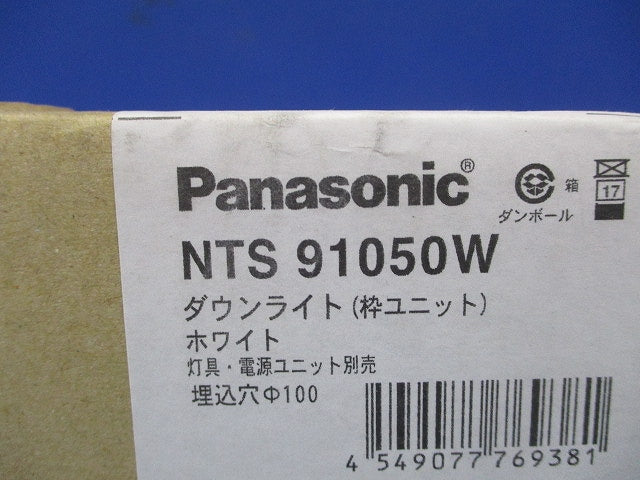 Panasonic®
箱
17
ダンボール
NTS 91050W
ダウンライト(枠ユニット)
ホワイト
灯具・電源ユニット別売
埋込穴Φ100
4 549077 769381